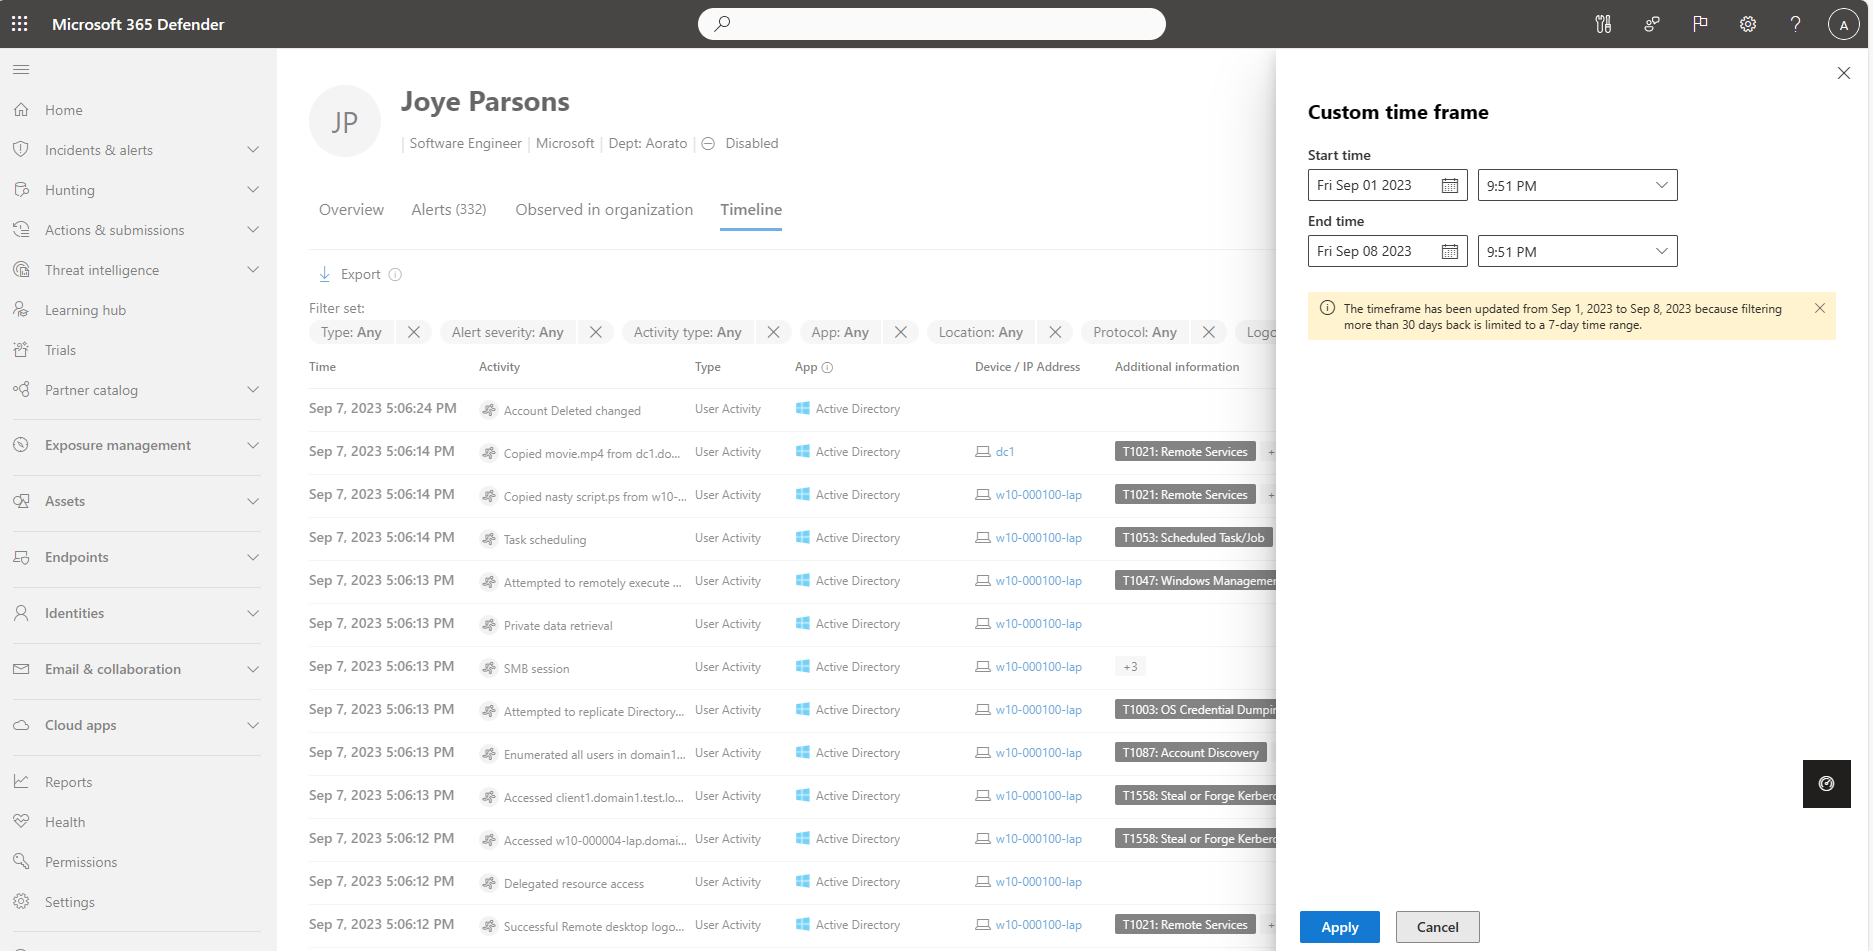 Microsoft 365 Defender
A
Home
Incidents & alerts
Hunting
Actions & submissions
Threat intelligence
Learning hub
Trials
Partner catalog
Exposure management
Assets
Endpoints
Identities
Email & collaboration
Cloud apps
Reports
Health
Permissions
Settings
JP
Joye Parsons
Software Engineer | Microsoft | Dept: Aorato | Disabled
Overview Alerts (332) Observed in organization Timeline
Export
Filter set:
Type: Any Alert severity: Any Activity type: Any App: Any Location: Any Protocol: Any Logo
Time Activity Type App Device / IP Address Additional information
Sep 7, 2023 5:06:24 PM Account Deleted changed User Activity Active Directory
Sep 7, 2023 5:06:14 PM Copied movie.mp4 from dc1.do... User Activity Active Directory dc1 T1021: Remote Services +
Sep 7, 2023 5:06:14 PM Copied nasty script.ps from w10-... User Activity Active Directory w10-000100-lap T1021: Remote Services +
Sep 7, 2023 5:06:14 PM Task scheduling User Activity Active Directory w10-000100-lap T1053: Scheduled Task/Job
Sep 7, 2023 5:06:13 PM Attempted to remotely execute ... User Activity Active Directory w10-000100-lap T1047: Windows Managemen
Sep 7, 2023 5:06:13 PM Private data retrieval User Activity Active Directory w10-000100-lap
Sep 7, 2023 5:06:13 PM SMB session User Activity Active Directory w10-000100-lap +3
Sep 7, 2023 5:06:13 PM Attempted to replicate Directory... User Activity Active Directory w10-000100-lap T1003: OS Credential Dumpin
Sep 7, 2023 5:06:13 PM Enumerated all users in domain1... User Activity Active Directory w10-000100-lap T1087: Account Discovery
Sep 7, 2023 5:06:13 PM Accessed client1.domain1.test.lo... User Activity Active Directory w10-000100-lap T1558: Steal or Forge Kerbero
Sep 7, 2023 5:06:12 PM Accessed w10-000004-lap.domai... User Activity Active Directory w10-000100-lap T1558: Steal or Forge Kerbero
Sep 7, 2023 5:06:12 PM Delegated resource access User Activity Active Directory w10-000100-lap
Sep 7, 2023 5:06:12 PM Successful Remote desktop logo... User Activity Active Directory w10-000100-lap T1021: Remote Services +
Custom time frame
Start time
Fri Sep 01 2023 9:51 PM
End time
Fri Sep 08 2023 9:51 PM
The timeframe has been updated from Sep 1, 2023 to Sep 8, 2023 because filtering
more than 30 days back is limited to a 7-day time range.
Apply Cancel